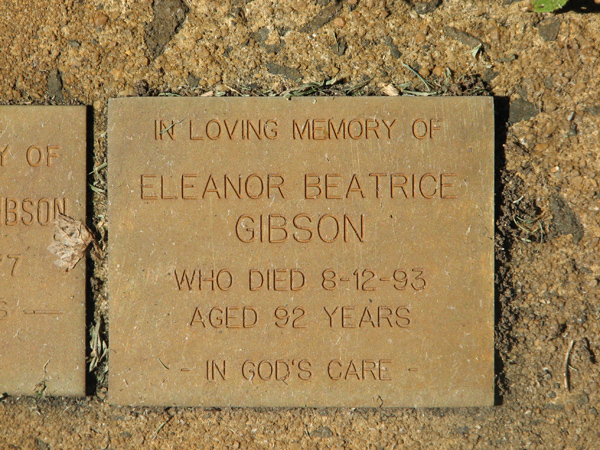 Y OF
IBSON
7
S —
IN LOVING MEMORY OF
ELEANOR BEATRICE
GIBSON
WHO DIED 8-12-93
AGED 92 YEARS
- IN GOD'S CARE -